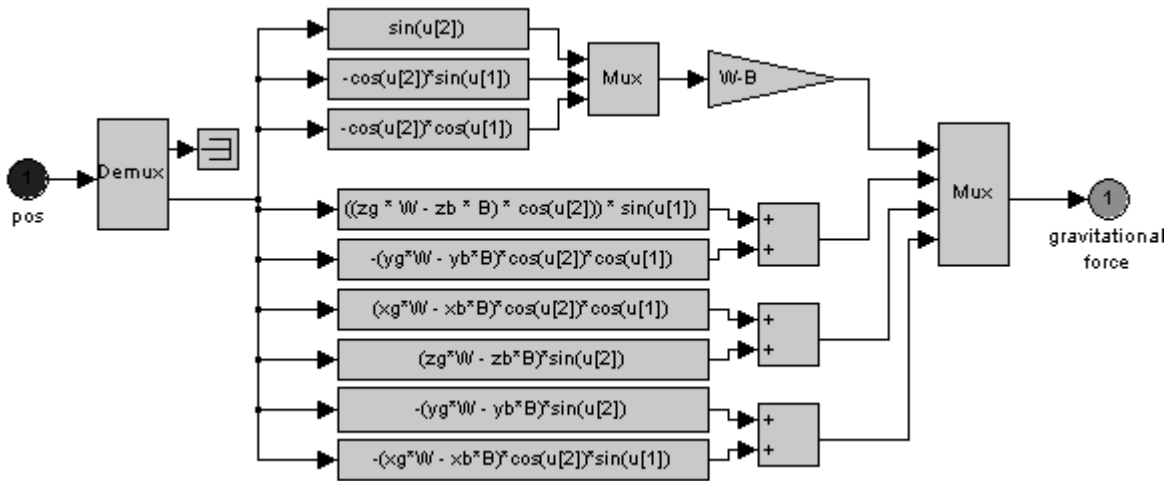 sin(u[2])
-cos(u[2])*sin(u[1])
-cos(u[2])*cos(u[1])
Mux
W-B
1
pos
Demux
((zg * W - zb * B) * cos(u[2])) * sin(u[1])
+
+
-(yg*W - yb*B)*cos(u[2])*cos(u[1])
(xg*W - xb*B)*cos(u[2])*cos(u[1])
+
+
(zg*W - zb*B)*sin(u[2])
-(yg*W - yb*B)*sin(u[2])
+
+
-(xg*W - xb*B)*cos(u[2])*sin(u[1])
Mux
1
gravitational
force